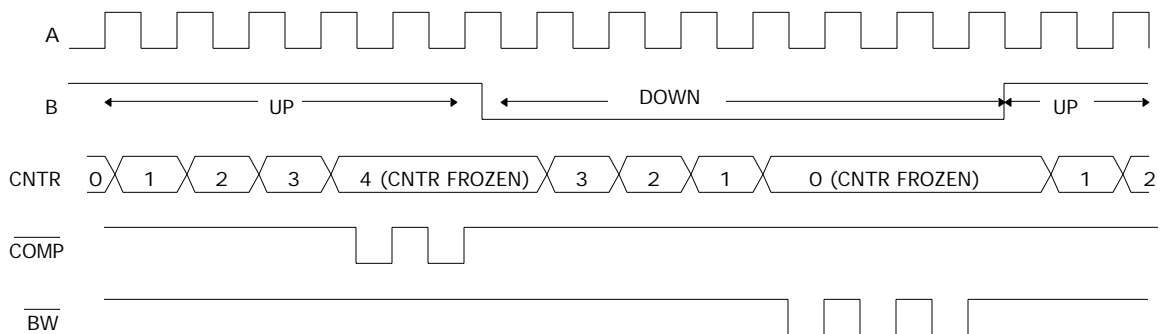 A
B
UP
DOWN
UP
CNTR
0
1
2
3
4 (CNTR FROZEN)
3
2
1
0 (CNTR FROZEN)
1
2
COMP
BW